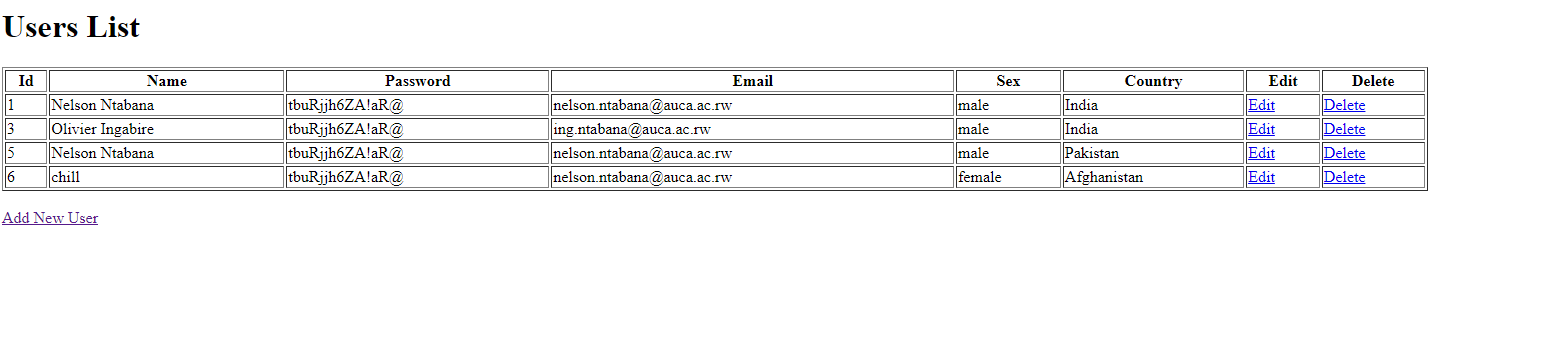 Users List
Id Name Password Email Sex Country Edit Delete
1 Nelson Ntabana tbuRjjh6ZA!aR@ nelson.ntabana@auca.ac.rw male India Edit Delete
3 Olivier Ingabire tbuRjjh6ZA!aR@ ing.ntabana@auca.ac.rw male India Edit Delete
5 Nelson Ntabana tbuRjjh6ZA!aR@ nelson.ntabana@auca.ac.rw male Pakistan Edit Delete
6 chill tbuRjjh6ZA!aR@ nelson.ntabana@auca.ac.rw female Afghanistan Edit Delete
Add New User